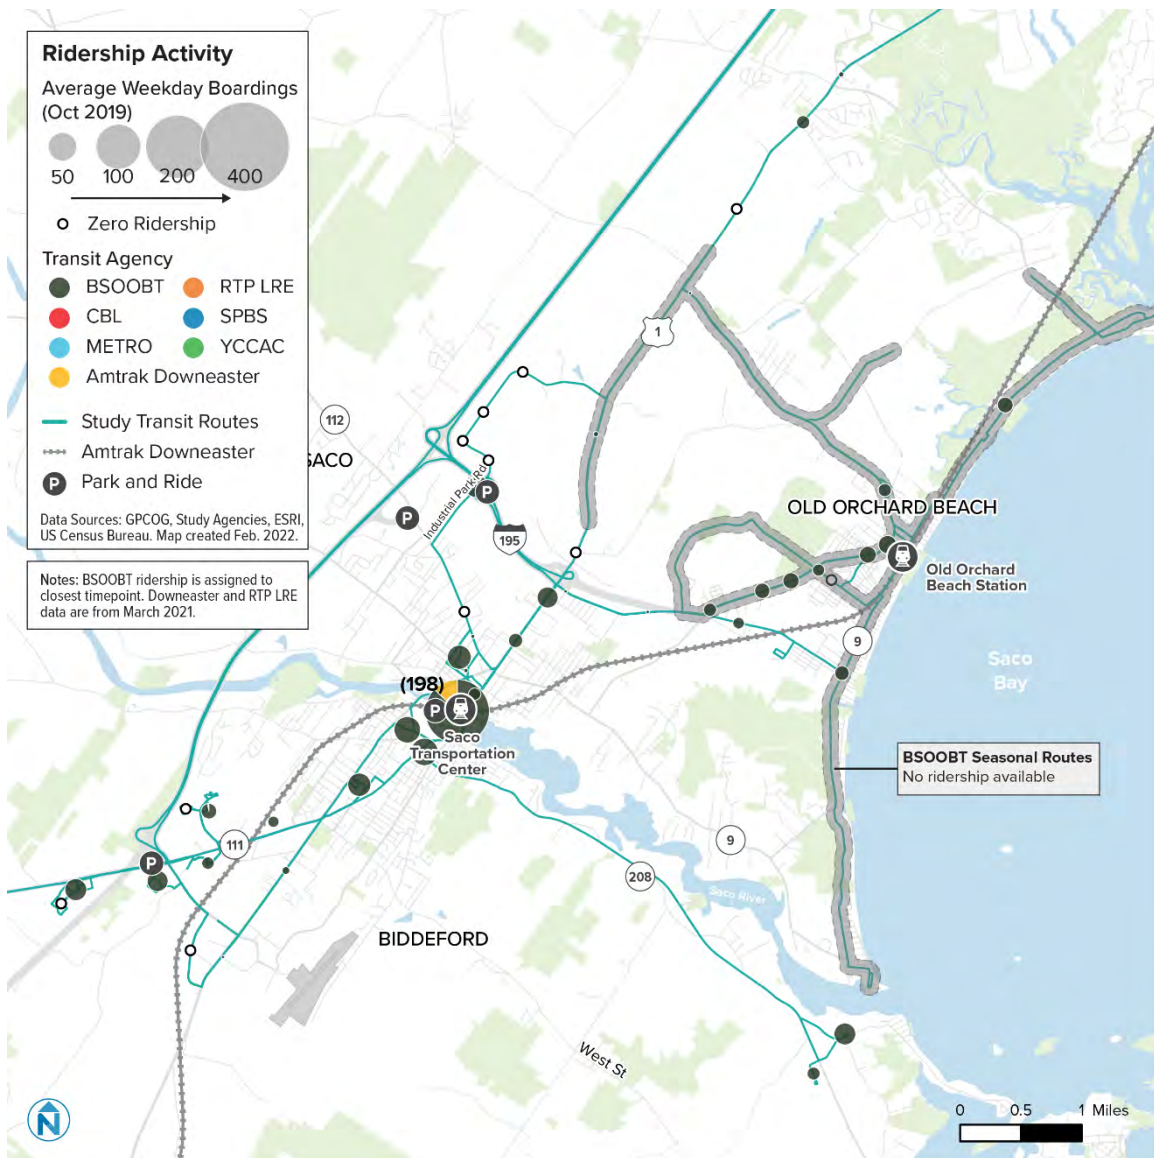 Ridership Activity
Average Weekday Boardings
(Oct 2019)
50 100 200 400
Zero Ridership
Transit Agency
BSOOBT RTP LRE
CBL SPBS
METRO YCCAC
Amtrak Downeaster
Study Transit Routes
Amtrak Downeaster
P Park and Ride
Data Sources: GPCOG, Study Agencies, ESRI,
US Census Bureau. Map created Feb. 2022.
Notes: BSOOBT ridership is assigned to
closest timepoint. Downeaster and RTP LRE
data are from March 2021.
1
112
SACO
Industrial Park Rd
P
P
195
OLD ORCHARD BEACH
Old Orchard
Beach Station
9
Saco
Bay
(198)
P
Saco
Transportation
Center
BSOOBT Seasonal Routes
No ridership available
111
P
9
208
Saco River
BIDDEFORD
West St
N
0 0.5 1 Miles